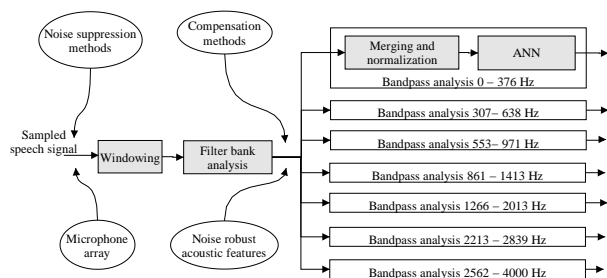 Noise suppression
methods
Compensation
methods
Merging and
normalization
ANN
Bandpass analysis 0 – 376 Hz
Bandpass analysis 307– 638 Hz
Sampled
speech signal
Windowing
Filter bank
analysis
Bandpass analysis 553– 971 Hz
Bandpass analysis 861 – 1413 Hz
Bandpass analysis 1266 – 2013 Hz
Microphone
array
Noise robust
acoustic features
Bandpass analysis 2213 – 2839 Hz
Bandpass analysis 2562 – 4000 Hz